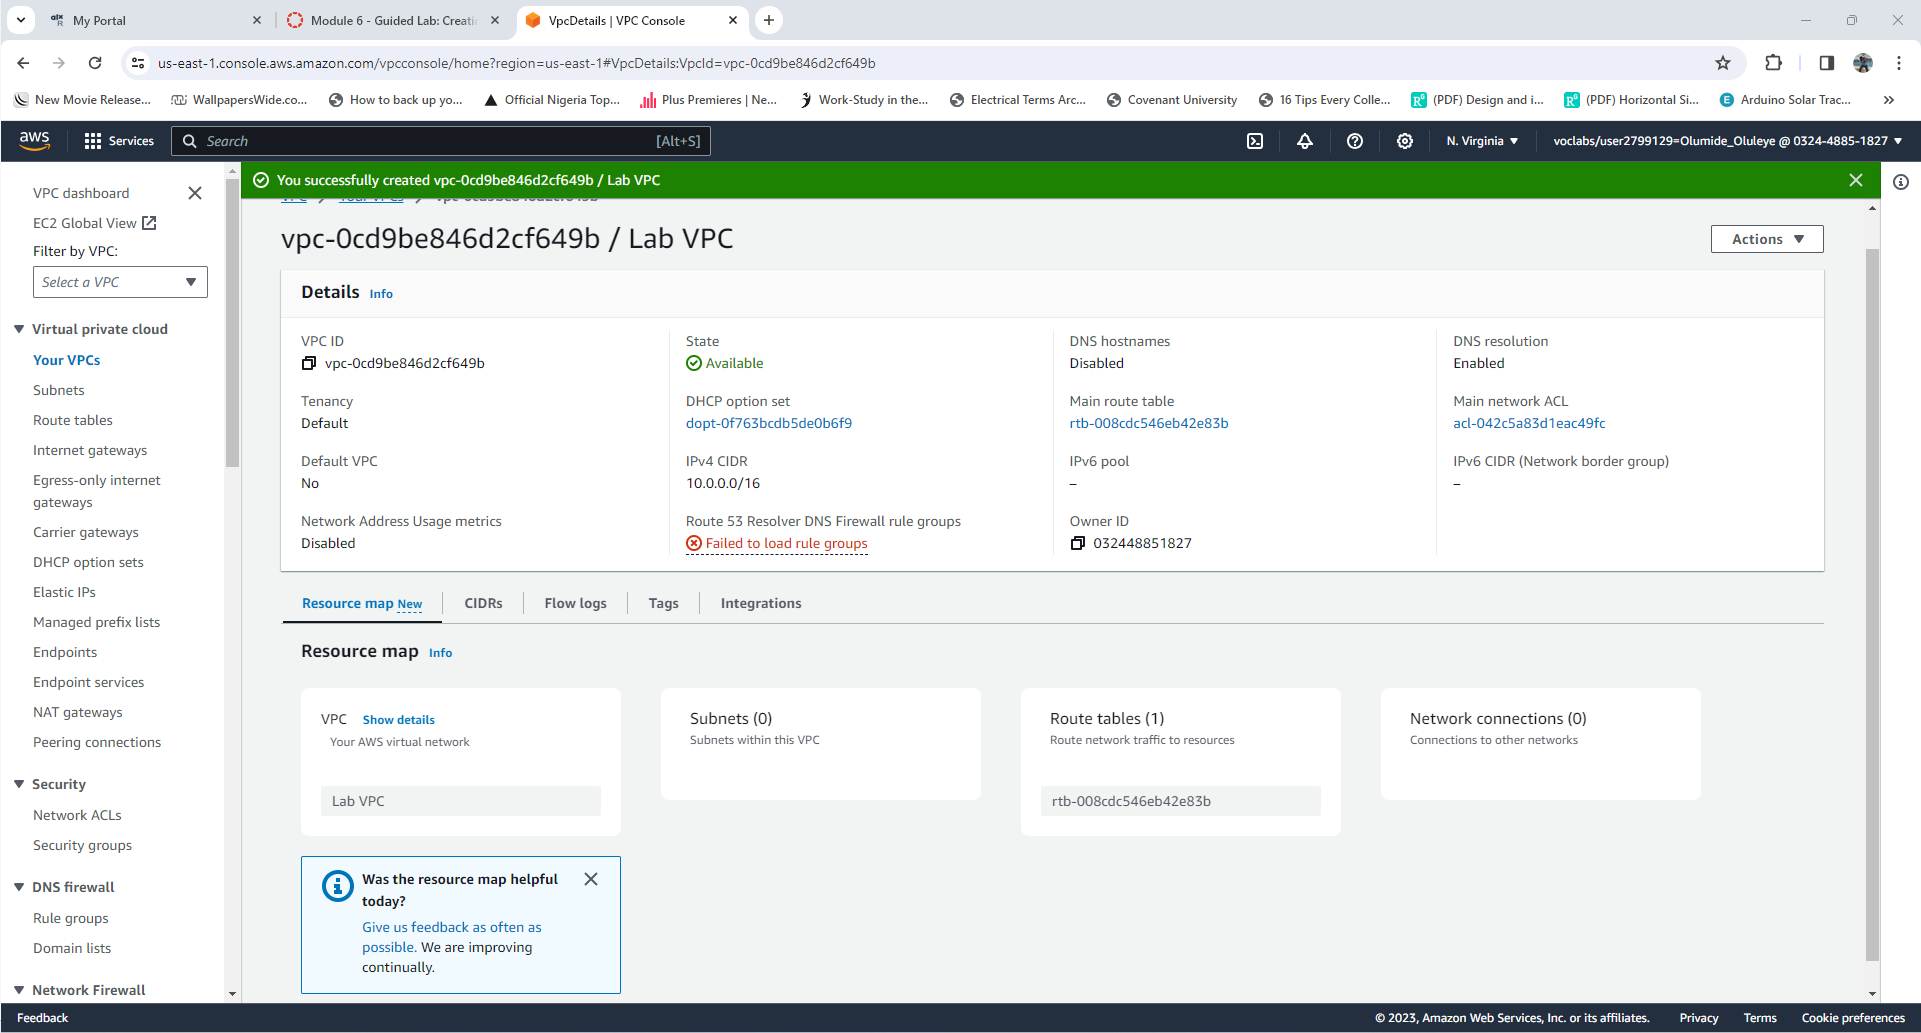 My Portal
Module 6 - Guided Lab: Creatin
VpcDetails | VPC Console
us-east-1.console.aws.amazon.com/vpcconsole/home?region=us-east-1#VpcDetails:VpcId=vpc-0cd9be846d2cf649b
New Movie Release...
WallpapersWide.co...
How to back up yo...
Official Nigeria Top...
Plus Premieres | Ne...
Work-Study in the...
Electrical Terms Arc...
Covenant University
16 Tips Every Colle...
(PDF) Design and i...
(PDF) Horizontal Si...
Arduino Solar Trac...
aws
Services
Search
[Alt+S]
N. Virginia
voclabs/user2799129=Olumide_Oluleye @ 0324-4885-1827
You successfully created vpc-0cd9be846d2cf649b / Lab VPC
VPC
Your VPCs
vpc-0cd9be846d2cf649b
VPC dashboard
EC2 Global View
Filter by VPC:
Select a VPC
Virtual private cloud
Your VPCs
Subnets
Route tables
Internet gateways
Egress-only internet
gateways
Carrier gateways
DHCP option sets
Elastic IPs
Managed prefix lists
Endpoints
Endpoint services
NAT gateways
Peering connections
Security
Network ACLs
Security groups
DNS firewall
Rule groups
Domain lists
Network Firewall
vpc-0cd9be846d2cf649b / Lab VPC
Actions
Details Info
VPC ID
vpc-0cd9be846d2cf649b
State
Available
DNS hostnames
Disabled
DNS resolution
Enabled
Tenancy
Default
DHCP option set
dopt-0f763bcdb5de0b6f9
Main route table
rtb-008cdc546eb42e83b
Main network ACL
acl-042c5a83d1eac49fc
Default VPC
No
IPv4 CIDR
10.0.0.0/16
IPv6 pool
–
IPv6 CIDR (Network border group)
–
Network Address Usage metrics
Disabled
Route 53 Resolver DNS Firewall rule groups
Failed to load rule groups
Owner ID
032448851827
Resource map New
CIDRs
Flow logs
Tags
Integrations
Resource map Info
VPC Show details
Your AWS virtual network
Lab VPC
Subnets (0)
Subnets within this VPC
Route tables (1)
Route network traffic to resources
rtb-008cdc546eb42e83b
Network connections (0)
Connections to other networks
Was the resource map helpful
today?
Give us feedback as often as
possible. We are improving
continually.
Feedback
© 2023, Amazon Web Services, Inc. or its affiliates.
Privacy
Terms
Cookie preferences